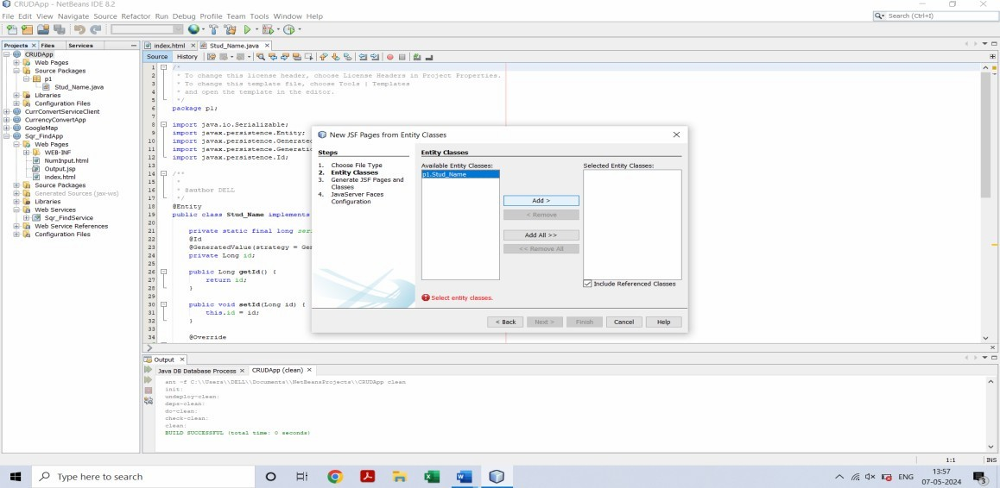 CRUDApp - NetBeans IDE 8.2
File Edit View Navigate Source Refactor Run Debug Profile Team Tools Window Help
Search (Ctrl+I)
Projects Files Services
CRUDApp
Web Pages
Source Packages
p1
Stud_Name.java
Libraries
Configuration Files
CurrConvertServiceClient
CurrencyConvertApp
GoogleMap
Sqr_FindApp
Web Pages
WEB-INF
NumInput.html
Output.jsp
index.html
Source Packages
Generated Sources (jax-ws)
Libraries
Web Services
Sqr_FindService
Web Service References
Configuration Files
index.html Stud_Name.java
Source History
1 /*
2 * To change this license header, choose License Headers in Project Properties.
3 * To change this template file, choose Tools | Templates
4 * and open the template in the editor.
5 */
6 package p1;
7
8 import java.io.Serializable;
9 import javax.persistence.Entity;
10 import javax.persistence.Generated
11 import javax.persistence.Generati
12 import javax.persistence.Id;
13
14 /**
15 *
16 * @author DELL
17 */
18 @Entity
19 public class Stud_Name implements
20
21 private static final long ser
22 @Id
23 @GeneratedValue(strategy = Ge
24 private Long id;
25
26 public Long getId() {
27 return id;
28 }
29
30 public void setId(Long id) {
31 this.id = id;
32 }
33
34 @Override
New JSF Pages from Entity Classes
Steps
1. Choose File Type
2. Entity Classes
3. Generate JSF Pages and
Classes
4. JavaServer Faces
Configuration
Entity Classes
Available Entity Classes:
p1.Stud_Name
Add >
< Remove
Add All >>
<< Remove All
Selected Entity Classes:
Include Referenced Classes
Select entity classes.
< Back Next > Finish Cancel Help
Output
Java DB Database Process CRUDApp (clean)
ant -f C:\\Users\\DELL\\Documents\\NetBeansProjects\\CRUDApp clean
init:
undeploy-clean:
deps-clean:
do-clean:
check-clean:
clean:
BUILD SUCCESSFUL (total time: 0 seconds)
1:1 INS
Type here to search
ENG
13:57
07-05-2024
3